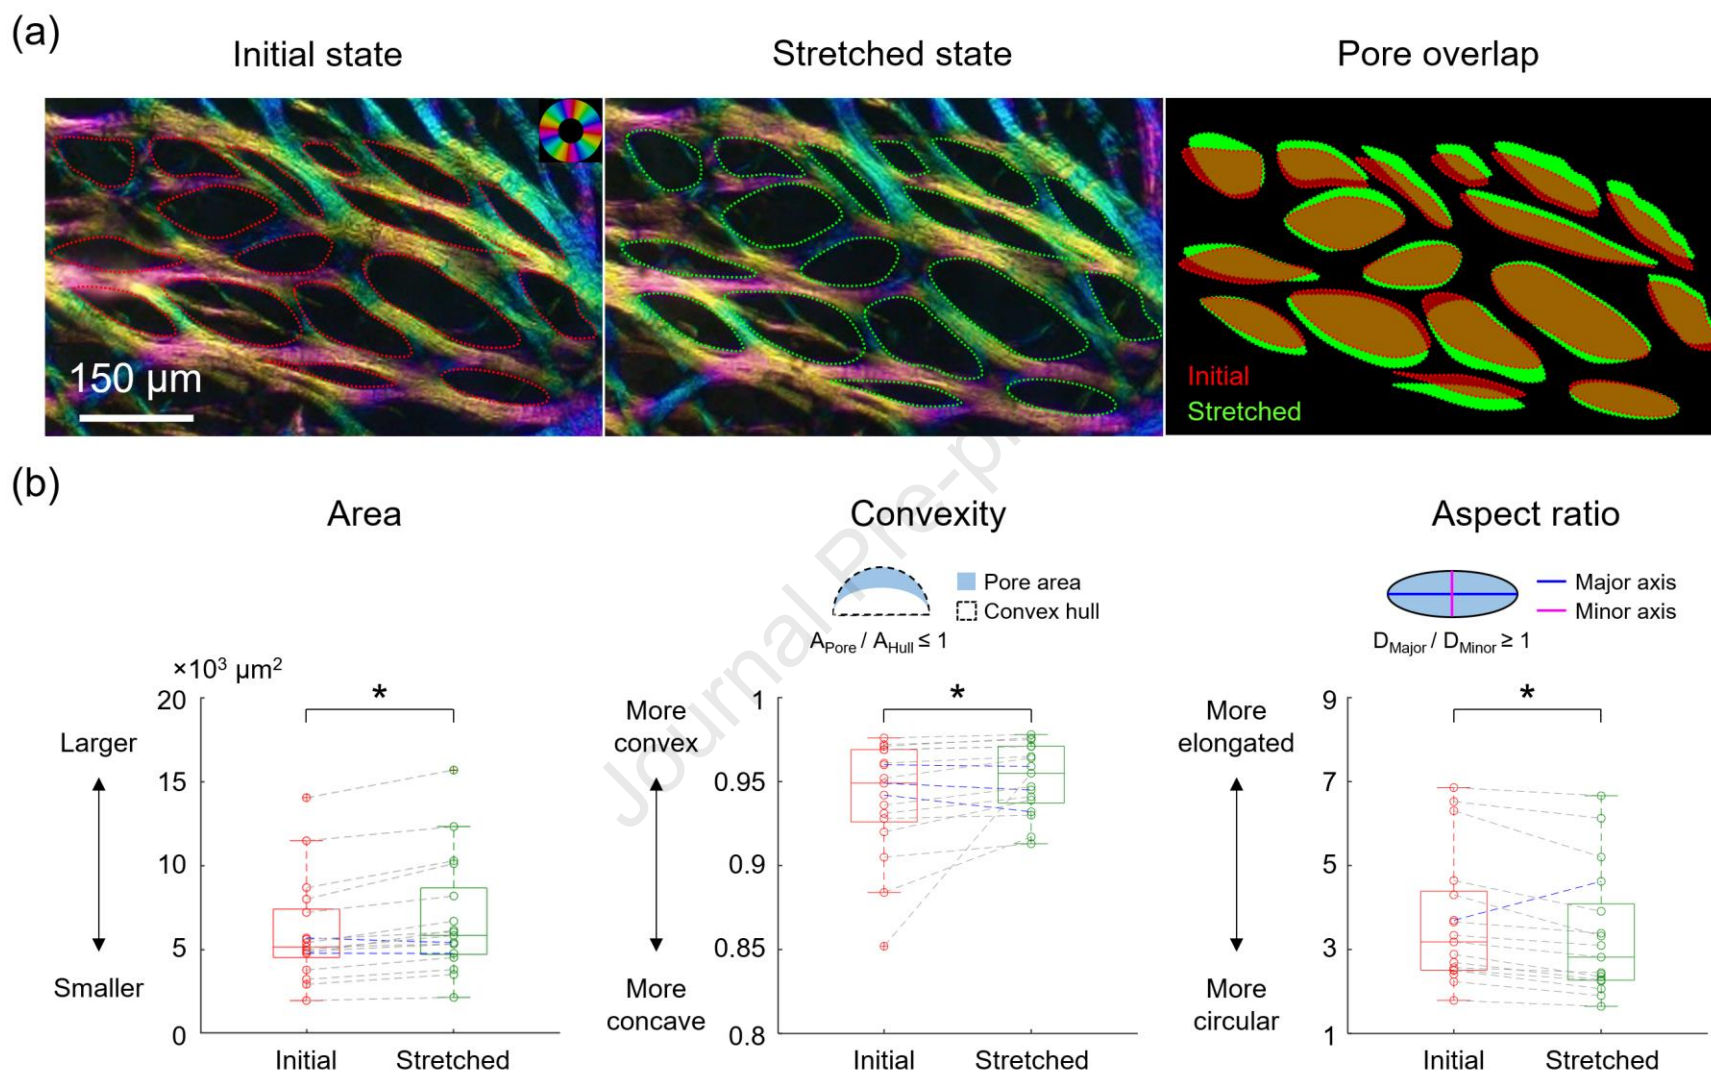 (a)
Initial state
Stretched state
Pore overlap
150 µm
Initial
Stretched
(b)
Area
Convexity
Aspect ratio
Pore area
Convex hull
A_Pore / A_Hull ≤ 1
Major axis
Minor axis
D_Major / D_Minor ≥ 1
×10³ µm²
20
15
10
5
0
Larger
Smaller
*
Initial
Stretched
1
0.95
0.9
0.85
0.8
More
convex
More
concave
*
Initial
Stretched
9
7
5
3
1
More
elongated
More
circular
*
Initial
Stretched
Journal Pre-pr